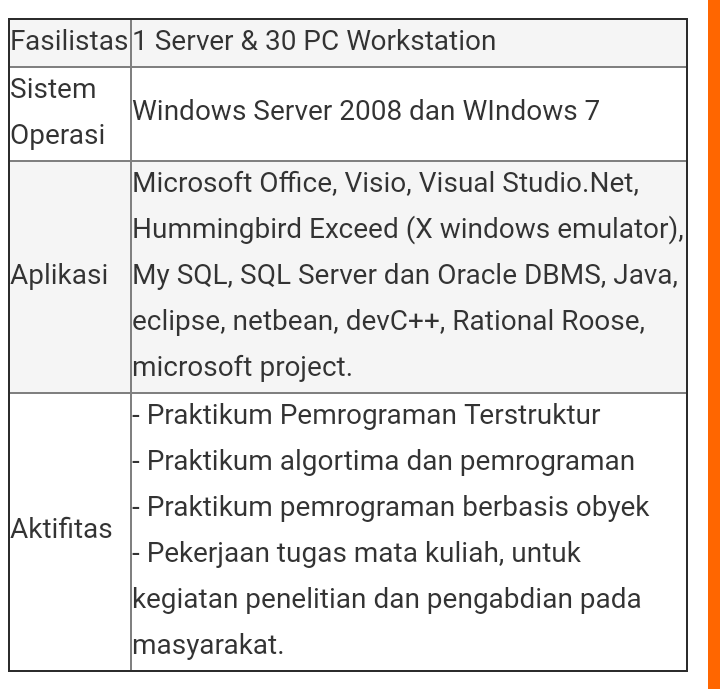 Fasilistas 1 Server & 30 PC Workstation
Sistem Operasi Windows Server 2008 dan WIndows 7
Aplikasi
Microsoft Office, Visio, Visual Studio.Net,
Hummingbird Exceed (X windows emulator),
My SQL, SQL Server dan Oracle DBMS, Java,
eclipse, netbean, devC++, Rational Roose,
microsoft project.
Aktifitas
- Praktikum Pemrograman Terstruktur
- Praktikum algortima dan pemrograman
- Praktikum pemrograman berbasis obyek
- Pekerjaan tugas mata kuliah, untuk
kegiatan penelitian dan pengabdian pada
masyarakat.